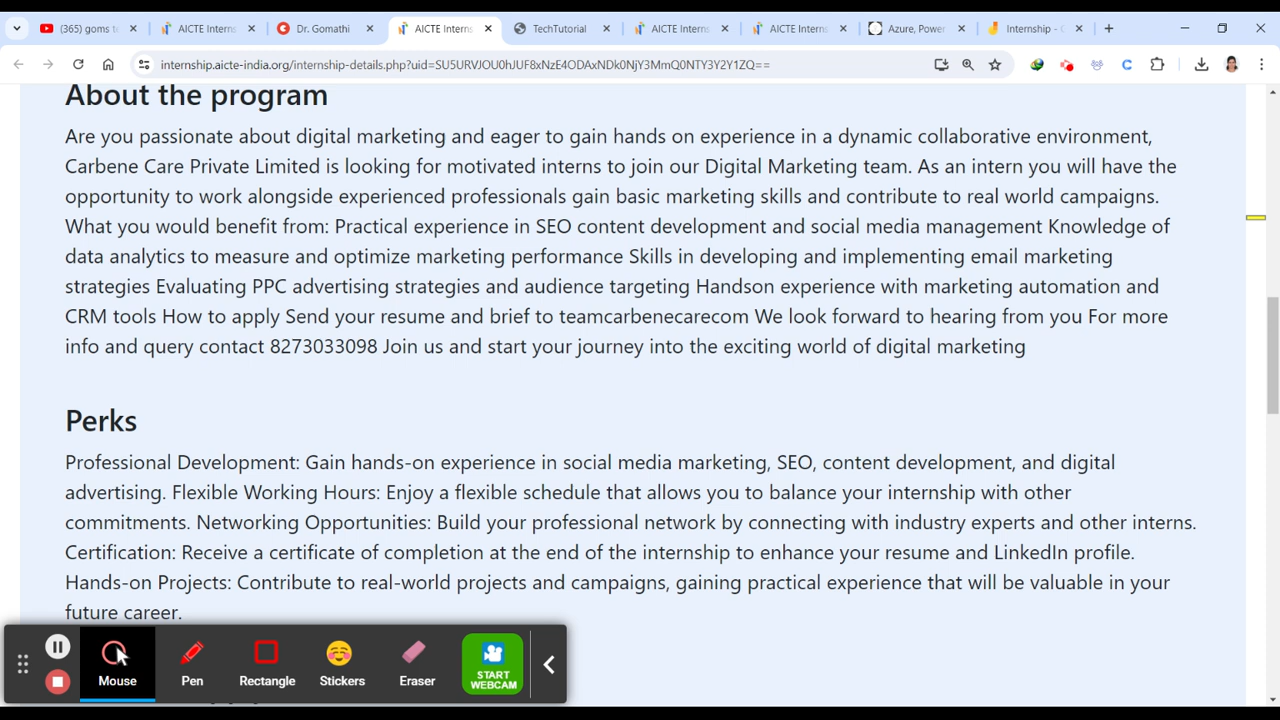 (365) goms t
AICTE Intern
Dr. Gomathi
AICTE Intern
TechTutorial
AICTE Intern
AICTE Intern
Azure, Power
Internship -
internship.aicte-india.org/internship-details.php?uid=SU5URVJOU0hJUF8xNzE4ODAxNDk0NjY3MmQ0NTY3Y2Y1ZQ==
About the program
Are you passionate about digital marketing and eager to gain hands on experience in a dynamic collaborative environment,
Carbene Care Private Limited is looking for motivated interns to join our Digital Marketing team. As an intern you will have the
opportunity to work alongside experienced professionals gain basic marketing skills and contribute to real world campaigns.
What you would benefit from: Practical experience in SEO content development and social media management Knowledge of
data analytics to measure and optimize marketing performance Skills in developing and implementing email marketing
strategies Evaluating PPC advertising strategies and audience targeting Handson experience with marketing automation and
CRM tools How to apply Send your resume and brief to teamcarbenecarecom We look forward to hearing from you For more
info and query contact 8273033098 Join us and start your journey into the exciting world of digital marketing
Perks
Professional Development: Gain hands-on experience in social media marketing, SEO, content development, and digital
advertising. Flexible Working Hours: Enjoy a flexible schedule that allows you to balance your internship with other
commitments. Networking Opportunities: Build your professional network by connecting with industry experts and other interns.
Certification: Receive a certificate of completion at the end of the internship to enhance your resume and LinkedIn profile.
Hands-on Projects: Contribute to real-world projects and campaigns, gaining practical experience that will be valuable in your
future career.
Mouse
Pen
Rectangle
Stickers
Eraser
START
WEBCAM